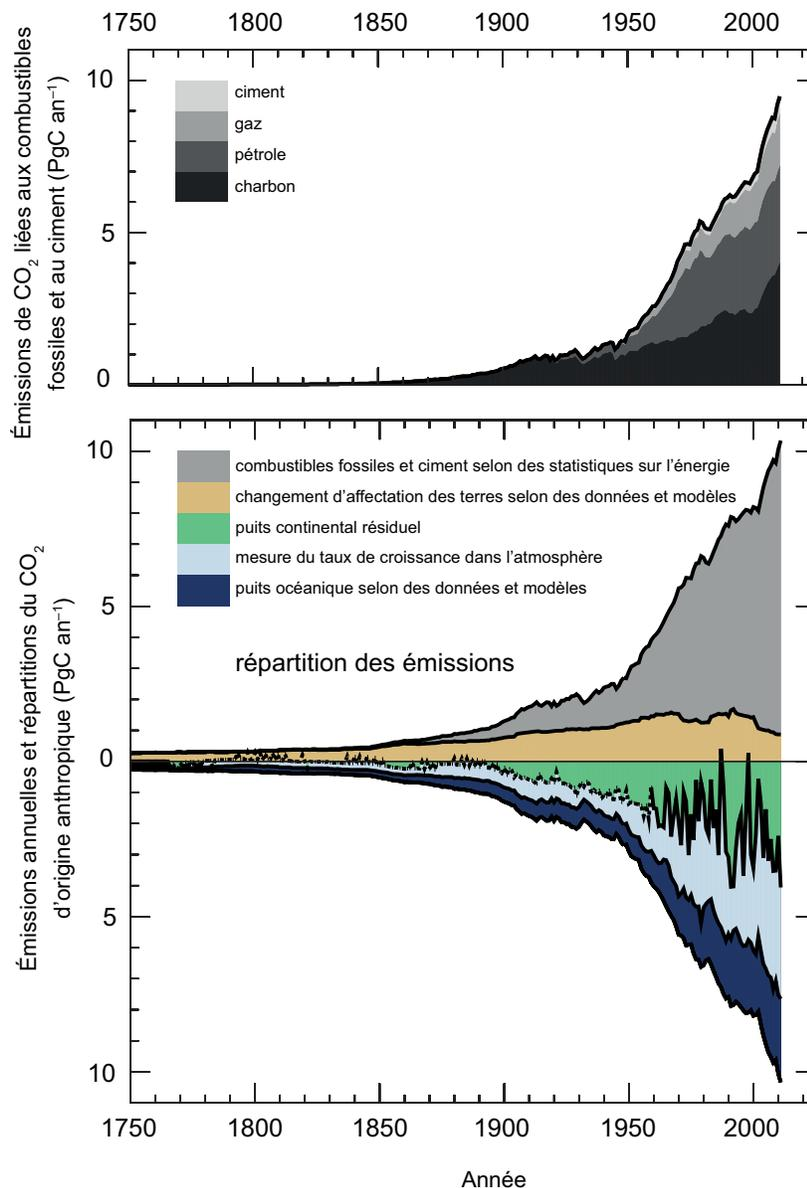 1750 1800 1850 1900 1950 2000
Émissions de CO₂ liées aux combustibles
fossiles et au ciment (PgC an⁻¹)
10
5
0
ciment
gaz
pétrole
charbon
Émissions annuelles et répartitions du CO₂
d'origine anthropique (PgC an⁻¹)
10
5
0
5
10
combustibles fossiles et ciment selon des statistiques sur l'énergie
changement d'affectation des terres selon des données et modèles
puits continental résiduel
mesure du taux de croissance dans l'atmosphère
puits océanique selon des données et modèles
répartition des émissions
1750 1800 1850 1900 1950 2000
Année